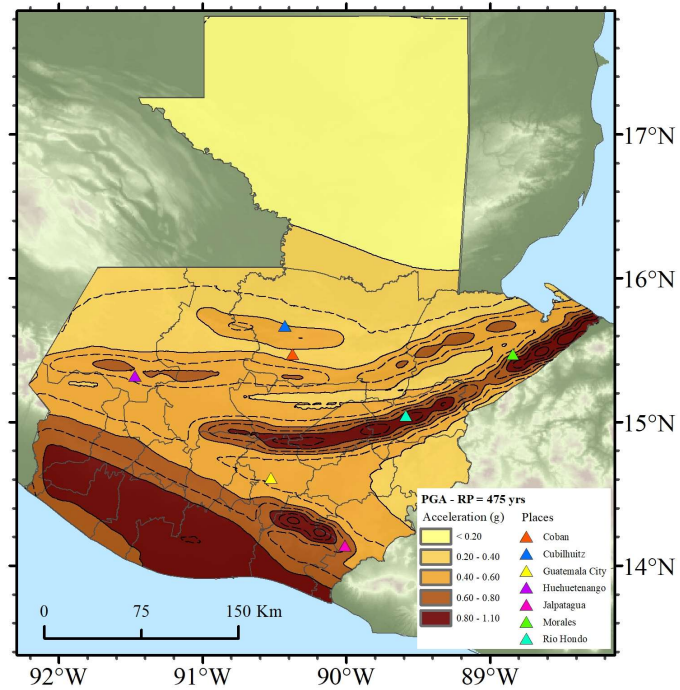 17°N
16°N
15°N
14°N
PGA - RP = 475 yrs
Acceleration (g)
< 0.20
0.20 - 0.40
0.40 - 0.60
0.60 - 0.80
0.80 - 1.10
Places
Coban
Cubilhuitz
Guatemala City
Huehuetenango
Jalpatagua
Morales
Rio Hondo
0 75 150 Km
92°W 91°W 90°W 89°W